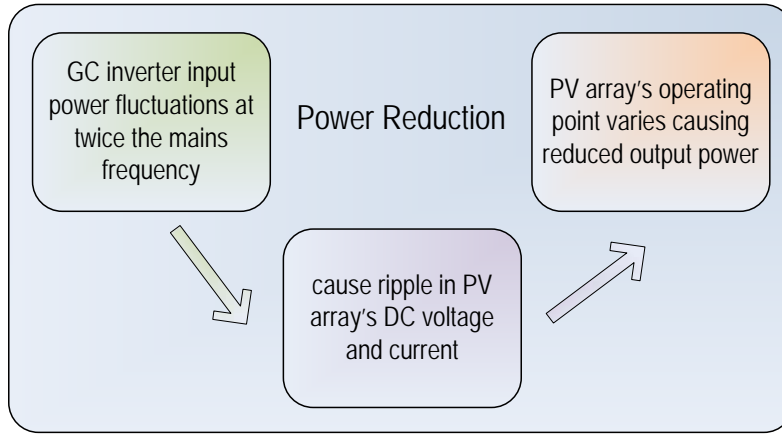 GC inverter input
power fluctuations at
twice the mains
frequency
Power Reduction
PV array's operating
point varies causing
reduced output power
cause ripple in PV
array's DC voltage
and current